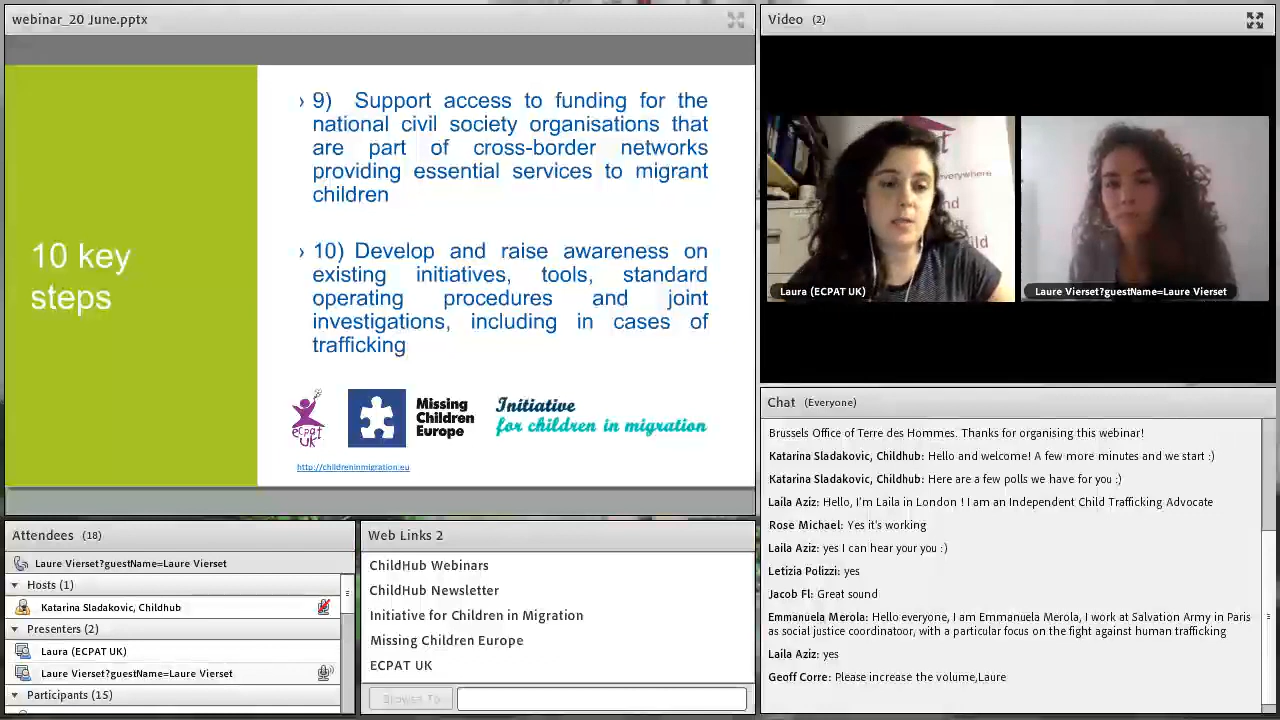 webinar_20 June.pptx
10 key
steps
› 9) Support access to funding for the
national civil society organisations that
are part of cross-border networks
providing essential services to migrant
children
› 10) Develop and raise awareness on
existing initiatives, tools, standard
operating procedures and joint
investigations, including in cases of
trafficking
ecpat
UK
Missing
Children
Europe
Initiative
for children in migration
http://childreninmigration.eu
Video (2)
everywhere
Laura (ECPAT UK)
Laure Vierset?guestName=Laure Vierset
Chat (Everyone)
Brussels Office of Terre des Hommes. Thanks for organising this webinar!
Katarina Sladakovic, Childhub: Hello and welcome! A few more minutes and we start :)
Katarina Sladakovic, Childhub: Here are a few polls we have for you :)
Laila Aziz: Hello, I'm Laila in London ! I am an Independent Child Trafficking Advocate
Rose Michael: Yes it's working
Laila Aziz: yes I can hear your you :)
Letizia Polizzi: yes
Jacob Fl: Great sound
Emmanuela Merola: Hello everyone, I am Emmanuela Merola, I work at Salvation Army in Paris
as social justice coordinatoor, with a particular focus on the fight against human trafficking
Laila Aziz: yes
Geoff Corre: Please increase the volume,Laure
Attendees (18)
Laure Vierset?guestName=Laure Vierset
Hosts (1)
Katarina Sladakovic, Childhub
Presenters (2)
Laura (ECPAT UK)
Laure Vierset?guestName=Laure Vierset
Participants (15)
Web Links 2
ChildHub Webinars
ChildHub Newsletter
Initiative for Children in Migration
Missing Children Europe
ECPAT UK
Browse To